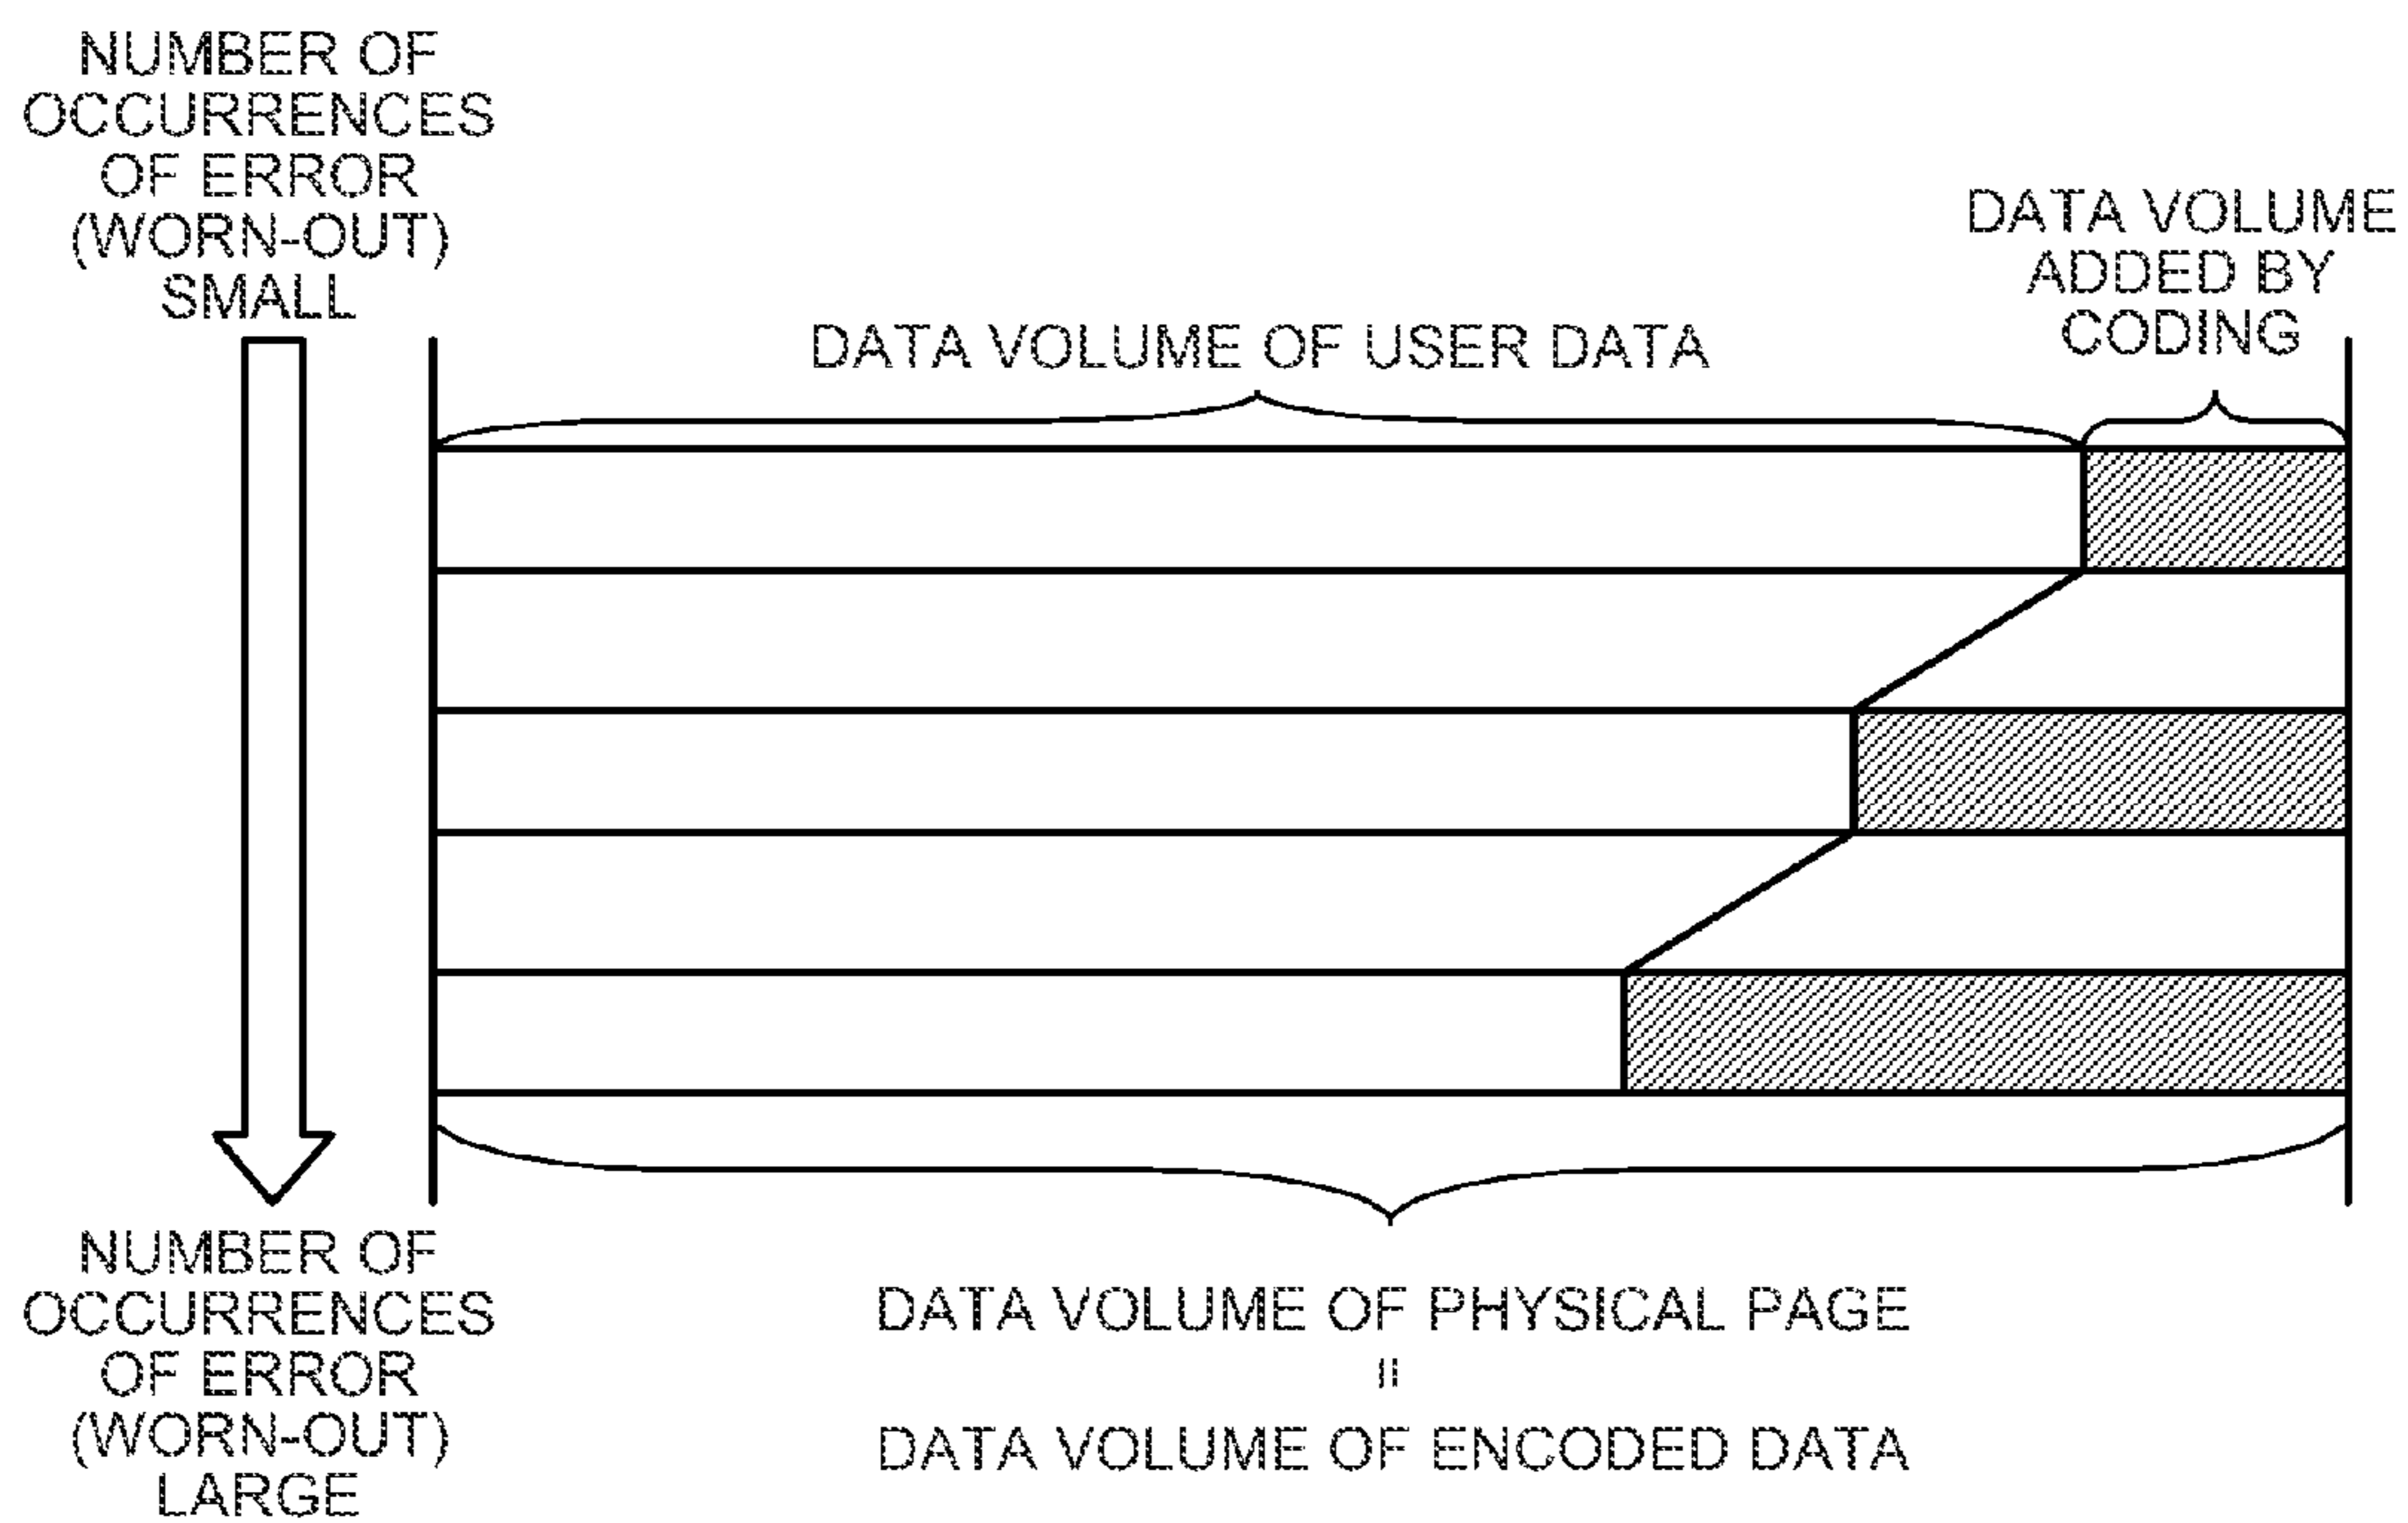 NUMBER OF
OCCURRENCES
OF ERROR
(WORN-OUT)
SMALL
DATA VOLUME
ADDED BY
CODING
DATA VOLUME OF USER DATA
NUMBER OF
OCCURRENCES
OF ERROR
(WORN-OUT)
LARGE
DATA VOLUME OF PHYSICAL PAGE
=
DATA VOLUME OF ENCODED DATA